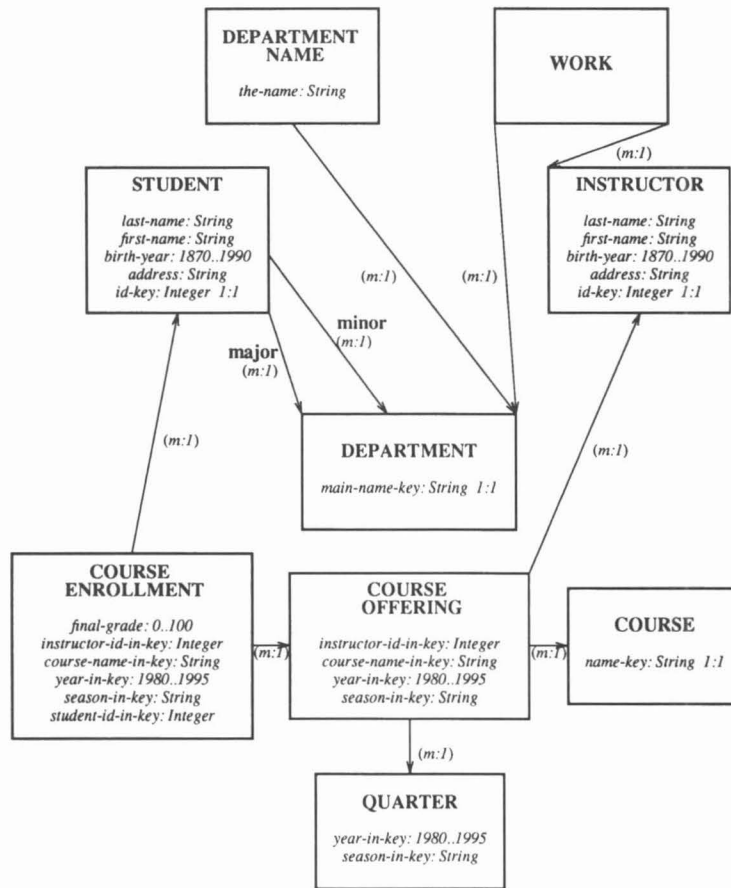 DEPARTMENT
NAME
the-name: String
WORK
(m:1)
STUDENT
last-name: String
first-name: String
birth-year: 1870..1990
address: String
id-key: Integer 1:1
INSTRUCTOR
last-name: String
first-name: String
birth-year: 1870..1990
address: String
id-key: Integer 1:1
(m:1)
(m:1)
major
(m:1)
minor
(m:1)
DEPARTMENT
main-name-key: String 1:1
(m:1)
(m:1)
COURSE
ENROLLMENT
final-grade: 0..100
instructor-id-in-key: Integer
course-name-in-key: String
year-in-key: 1980..1995
season-in-key: String
student-id-in-key: Integer
(m:1)
COURSE
OFFERING
instructor-id-in-key: Integer
course-name-in-key: String
year-in-key: 1980..1995
season-in-key: String
(m:1)
COURSE
name-key: String 1:1
(m:1)
QUARTER
year-in-key: 1980..1995
season-in-key: String